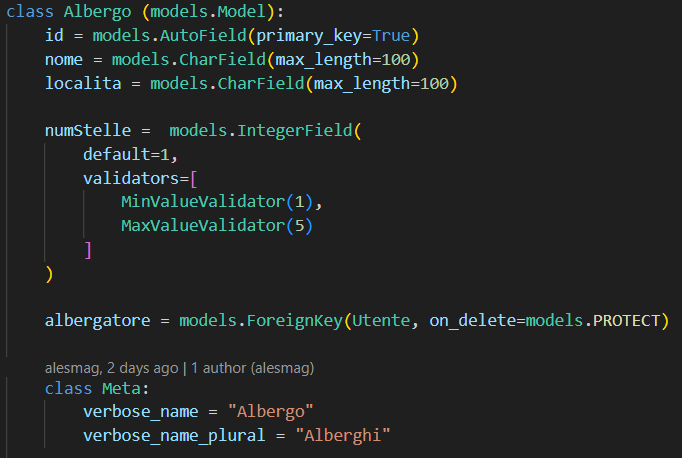 class Albergo (models.Model):
    id = models.AutoField(primary_key=True)
    nome = models.CharField(max_length=100)
    localita = models.CharField(max_length=100)

    numStelle =  models.IntegerField(
        default=1,
        validators=[
            MinValueValidator(1),
            MaxValueValidator(5)
        ]
    )

    albergatore = models.ForeignKey(Utente, on_delete=models.PROTECT)

    alesmag, 2 days ago | 1 author (alesmag)
    class Meta:
        verbose_name = "Albergo"
        verbose_name_plural = "Alberghi"